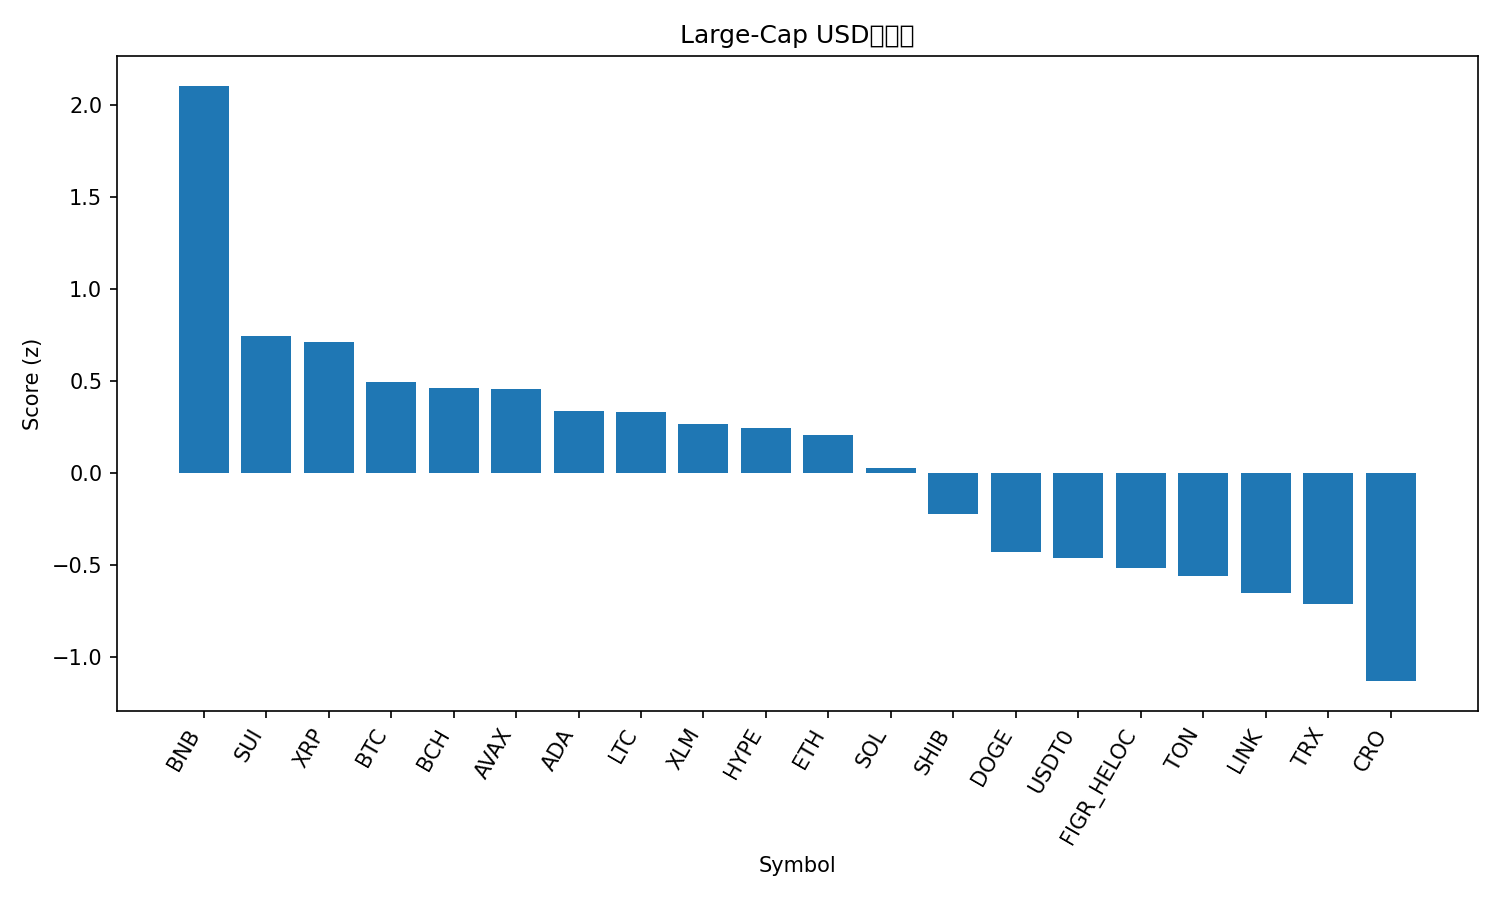 Large-Cap USD
Score (z)
2.0
1.5
1.0
0.5
0.0
−0.5
−1.0
BNB
SUI
XRP
BTC
BCH
AVAX
ADA
LTC
XLM
HYPE
ETH
SOL
SHIB
DOGE
USDT0
FIGR_HELOC
TON
LINK
TRX
CRO
Symbol